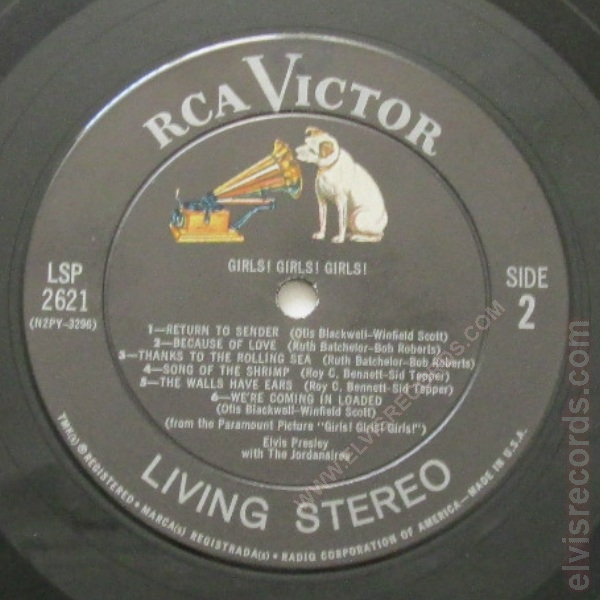 RCA VICTOR
GIRLS! GIRLS! GIRLS!
LSP
2621
(N2PY-3296)
SIDE
2
1—RETURN TO SENDER (Otis Blackwell-Winfield Scott)
2—BECAUSE OF LOVE (Ruth Batchelor-Bob Roberts)
3—THANKS TO THE ROLLING SEA (Ruth Batchelor-Bob Roberts)
4—SONG OF THE SHRIMP (Roy C. Bennett-Sid Tepper)
5—THE WALLS HAVE EARS (Roy C. Bennett-Sid Tepper)
6—WE'RE COMING IN LOADED
(Otis Blackwell-Winfield Scott)
(from the Paramount Picture "Girls! Girls! Girls!")
Elvis Presley
with The Jordanaires
LIVING STEREO
TMK(s) ® REGISTERED • MARCA(s) REGISTRADA(s) • RADIO CORPORATION OF AMERICA—MADE IN U.S.A.
WWW.ELVISRECORDS.COM
elvisrecords.com